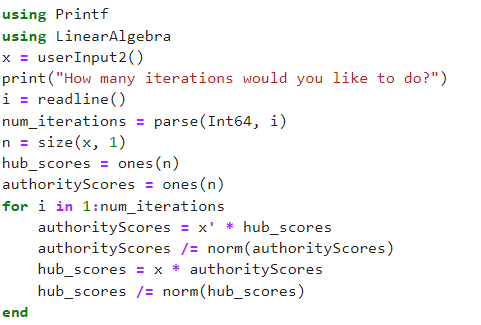 using Printf
using LinearAlgebra
x = userInput2()
print("How many iterations would you like to do?")
i = readline()
num_iterations = parse(Int64, i)
n = size(x, 1)
hub_scores = ones(n)
authorityScores = ones(n)
for i in 1:num_iterations
    authorityScores = x' * hub_scores
    authorityScores /= norm(authorityScores)
    hub_scores = x * authorityScores
    hub_scores /= norm(hub_scores)
end